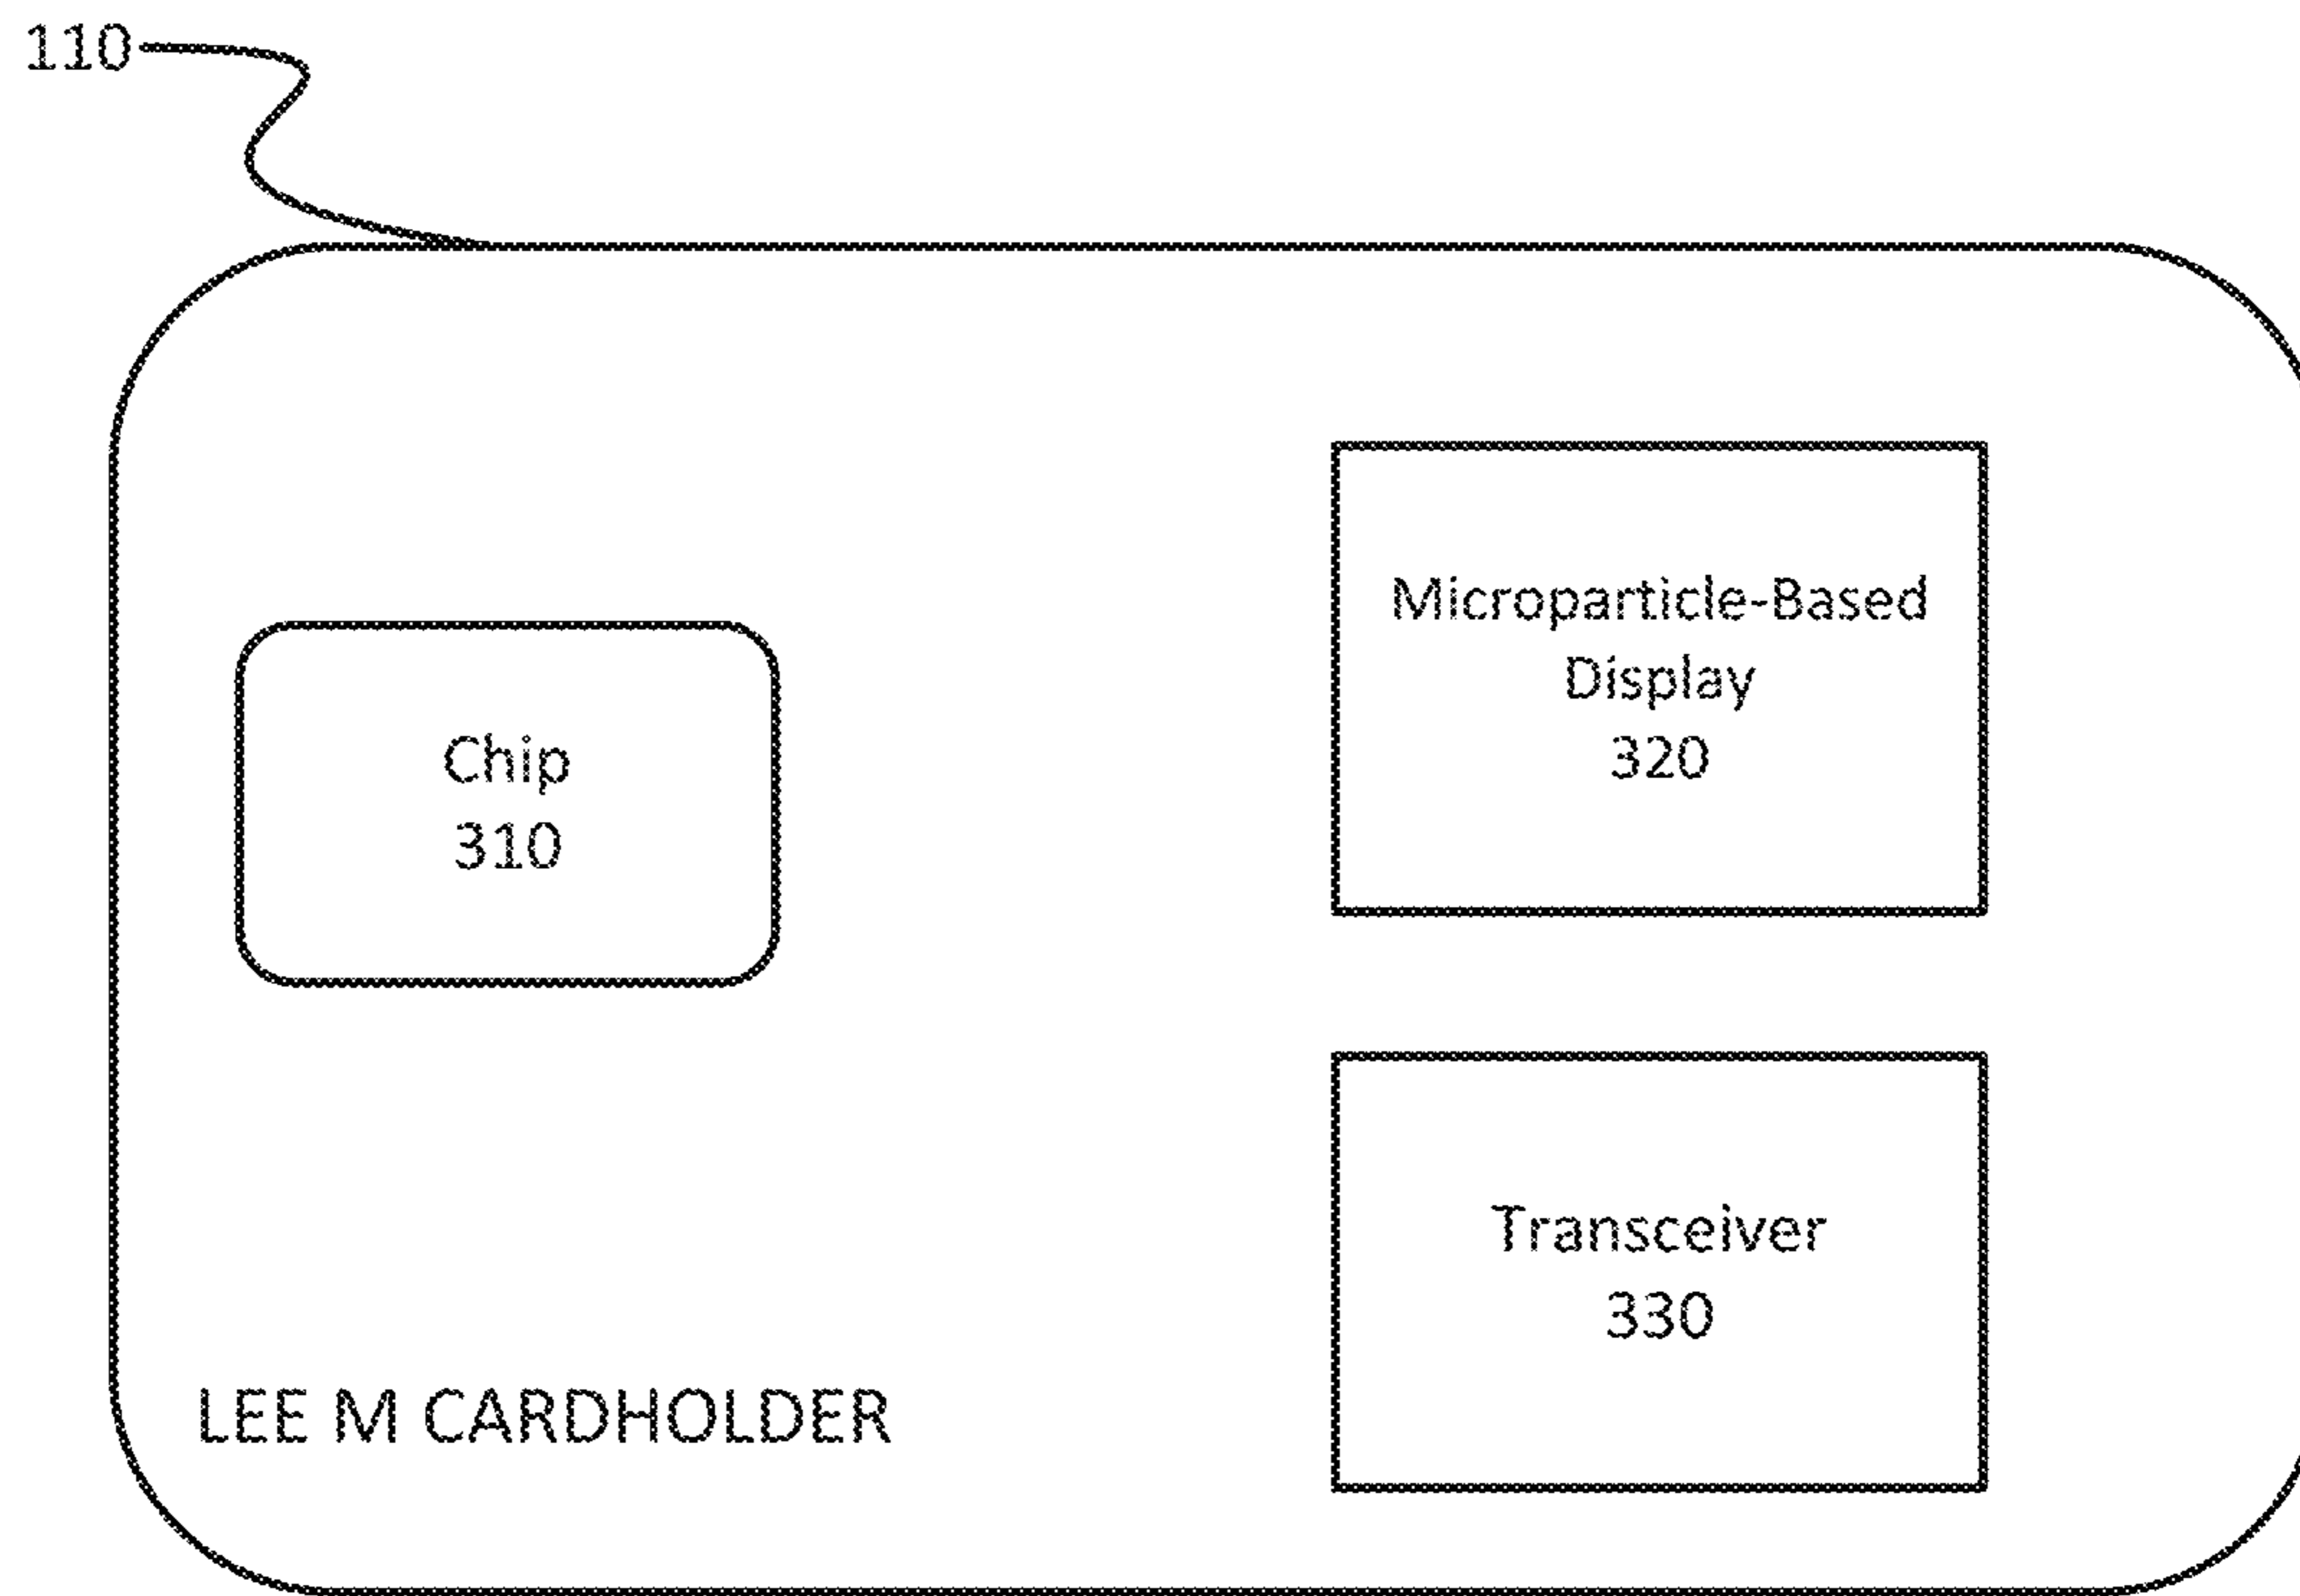 110
Chip
310
Microparticle-Based
Display
320
Transceiver
330
LEE M CARDHOLDER